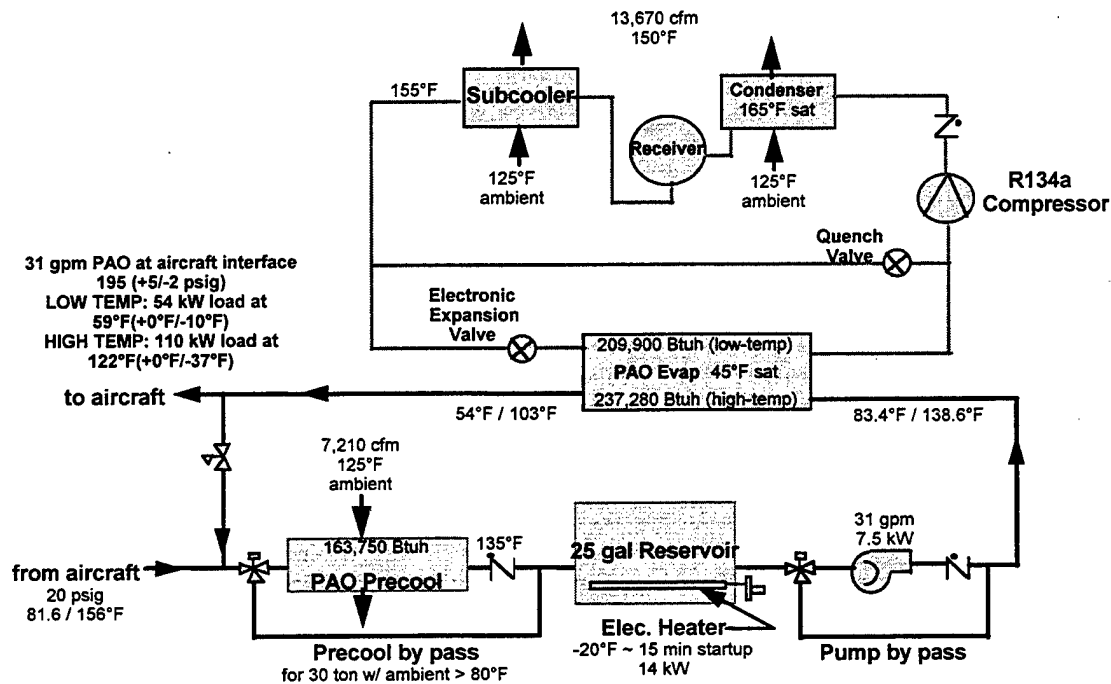 13,670 cfm
150°F
155°F
Subcooler
Condenser
165°F sat
Receiver
125°F
ambient
125°F
ambient
R134a
Compressor
Quench
Valve
31 gpm PAO at aircraft interface
195 (+5/-2 psig)
LOW TEMP: 54 kW load at
59°F(+0°F/-10°F)
HIGH TEMP: 110 kW load at
122°F(+0°F/-37°F)
Electronic
Expansion
Valve
209,900 Btuh (low-temp)
PAO Evap 45°F sat
237,280 Btuh (high-temp)
to aircraft
54°F / 103°F
83.4°F / 138.6°F
7,210 cfm
125°F
ambient
163,750 Btuh
PAO Precool
135°F
25 gal Reservoir
31 gpm
7.5 kW
from aircraft
20 psig
81.6 / 156°F
Elec. Heater
-20°F ~ 15 min startup
14 kW
Precool by pass
for 30 ton w/ ambient > 80°F
Pump by pass